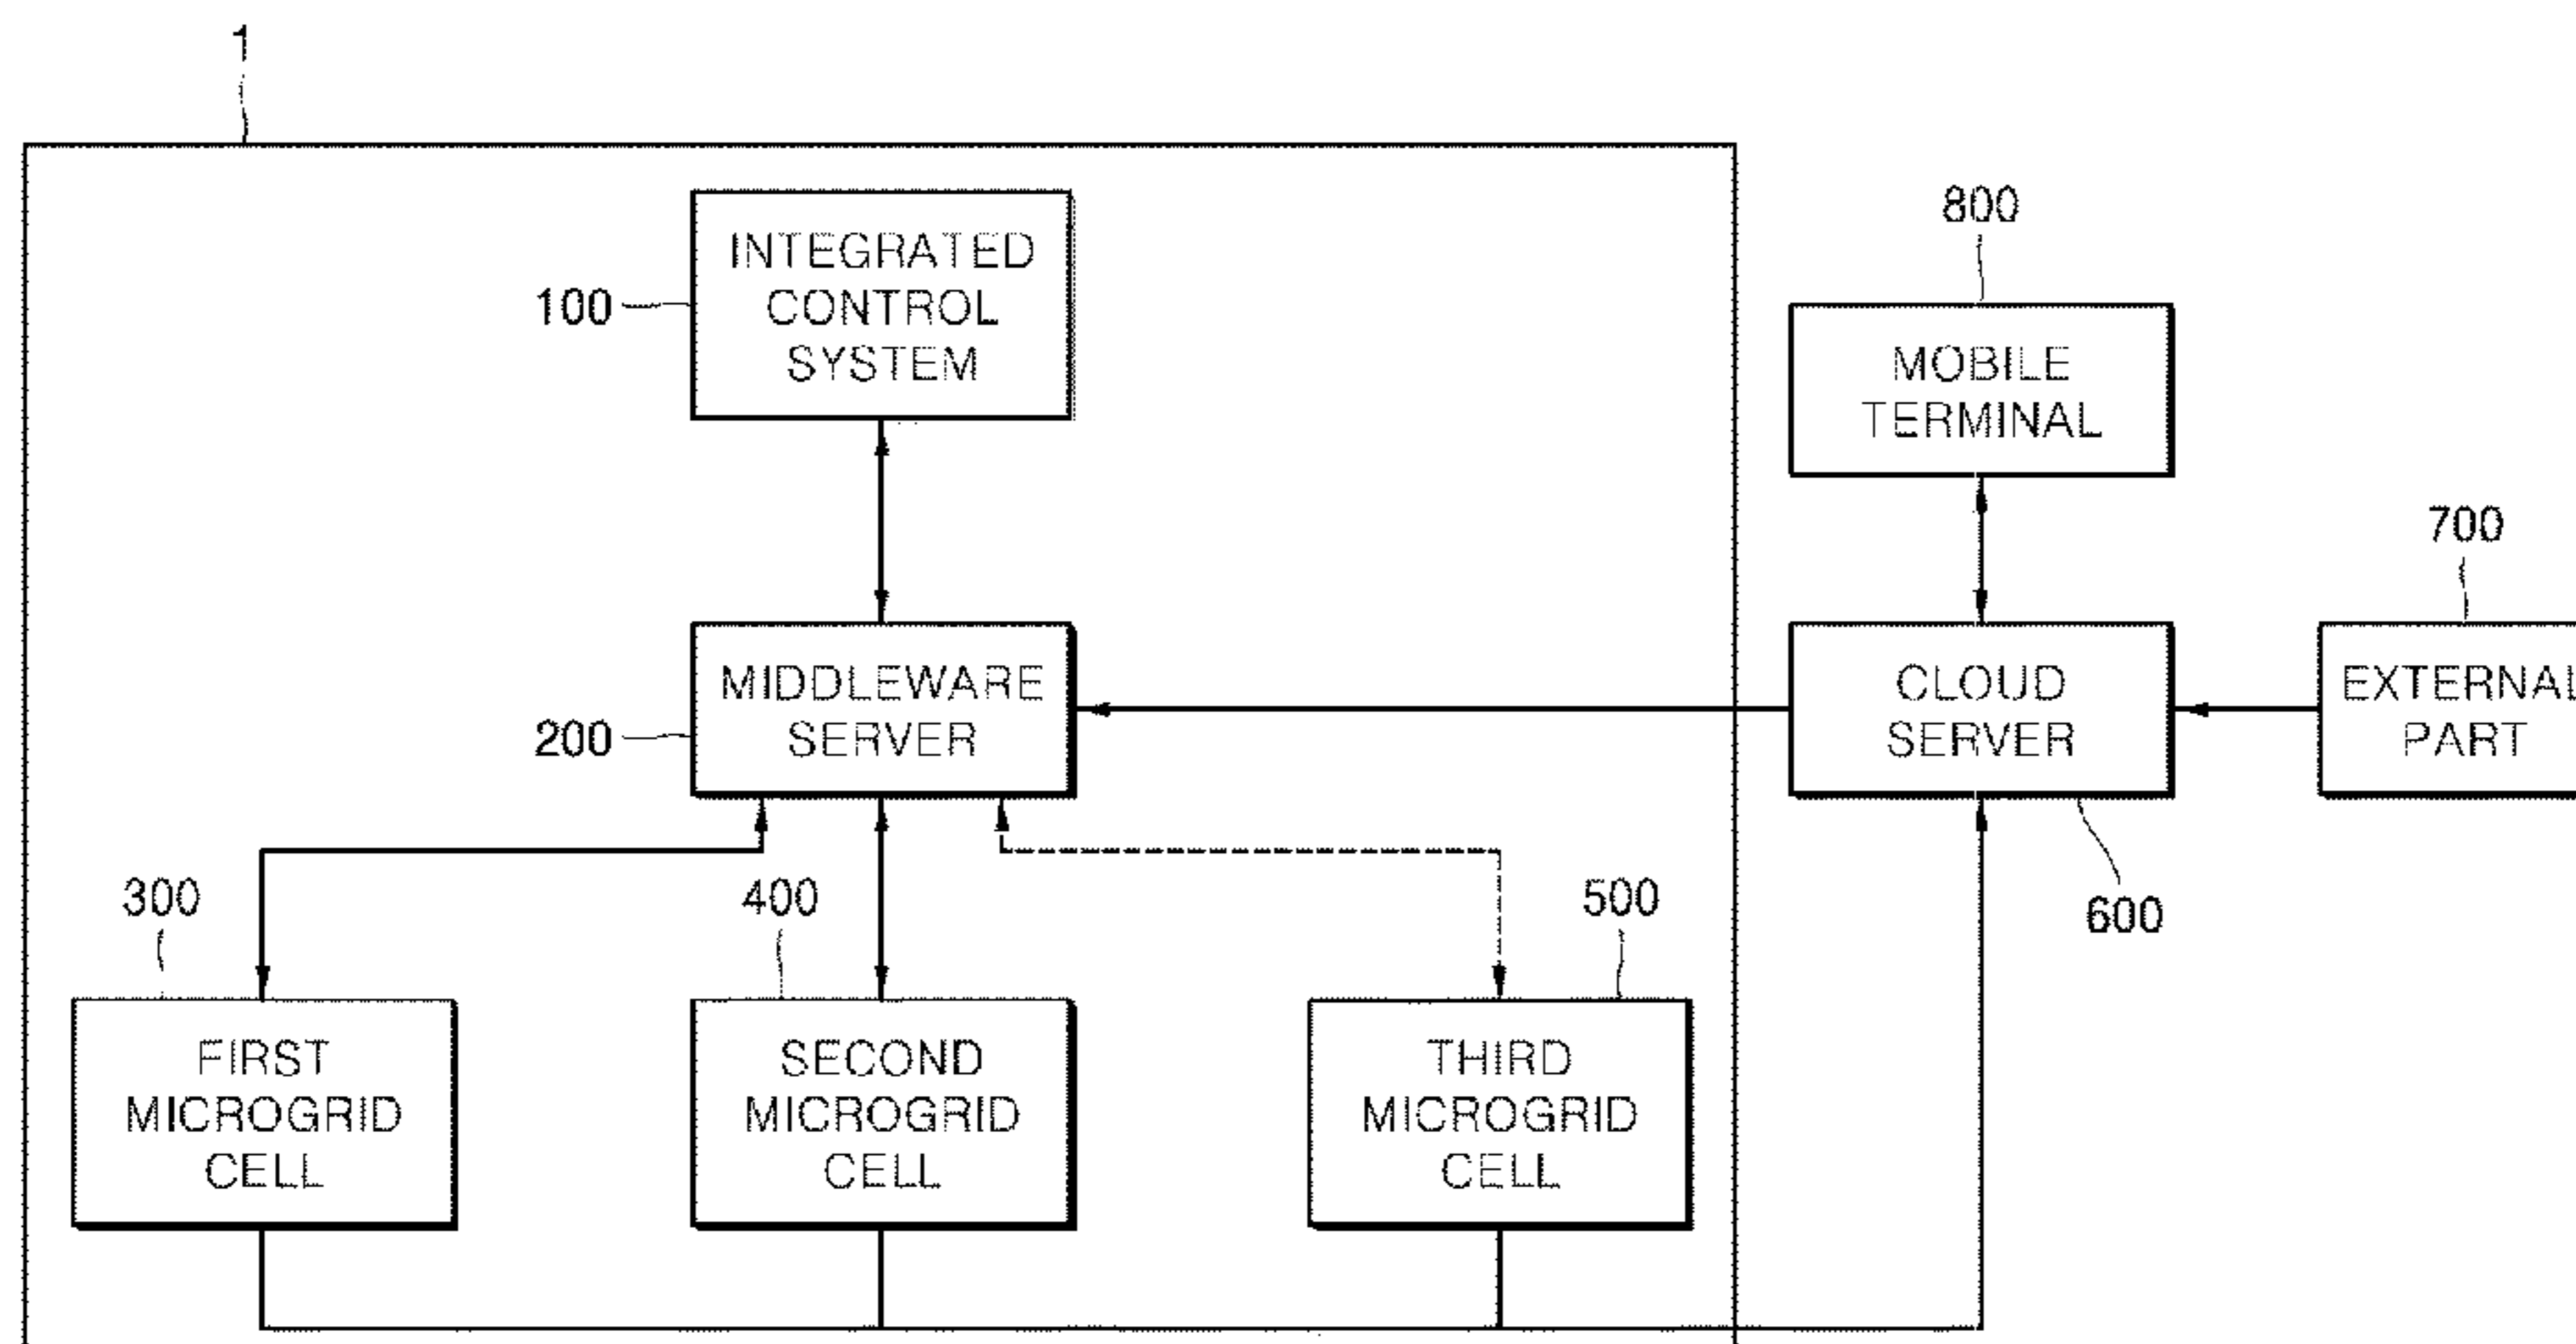 1
INTEGRATED
CONTROL
SYSTEM
100
800
MOBILE
TERMINAL
700
MIDDLEWARE
SERVER
200
CLOUD
SERVER
EXTERNAL
PART
600
300
400
500
FIRST
MICROGRID
CELL
SECOND
MICROGRID
CELL
THIRD
MICROGRID
CELL